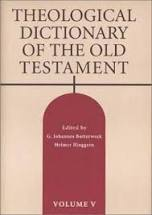 THEOLOGICAL
DICTIONARY
OF THE OLD
TESTAMENT
Edited by
G. Johannes Botterweck
Helmer Ringgren
VOLUME V